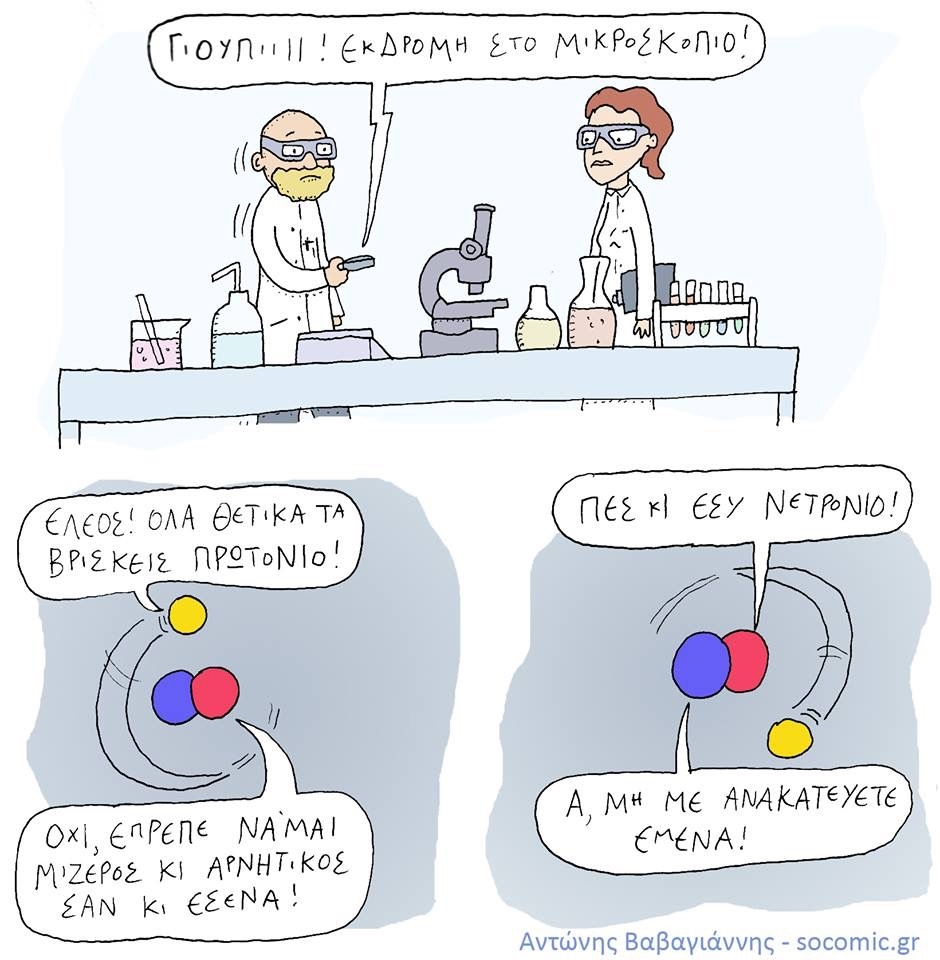 ΓΙΟΥΠΙΙΙΙ! ΕΚΔΡΟΜΗ ΣΤΟ ΜΙΚΡΟΣΚΟΠΙΟ!
ΕΛΕΟΣ! ΟΛΑ ΘΕΤΙΚΑ ΤΑ
ΒΡΙΣΚΕΙΣ ΠΡΩΤΟΝΙΟ!
ΟΧΙ, ΕΠΡΕΠΕ ΝΑ'ΜΑΙ
ΜΙΖΕΡΟΣ ΚΙ ΑΡΝΗΤΙΚΟΣ
ΣΑΝ ΚΙ ΕΣΕΝΑ!
ΠΕΣ ΚΙ ΕΣΥ ΝΕΤΡΟΝΙΟ!
Α, ΜΗ ΜΕ ΑΝΑΚΑΤΕΥΕΤΕ
ΕΜΕΝΑ!
Αντώνης Βαβαγιάννης - socomic.gr